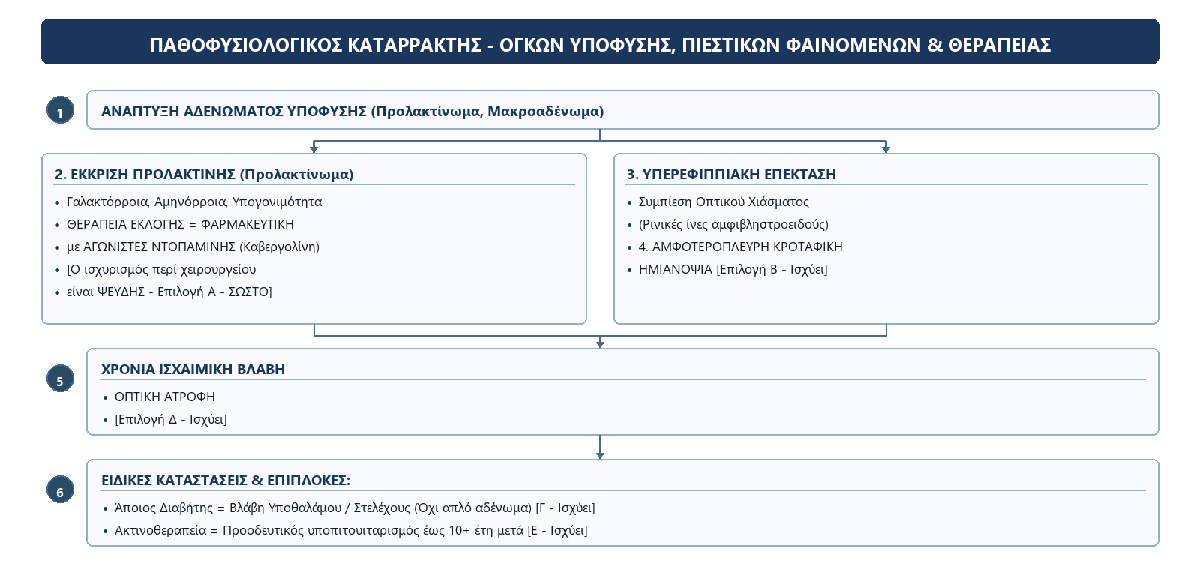 ΠΑΘΟΦΥΣΙΟΛΟΓΙΚΟΣ ΚΑΤΑΡΡΑΚΤΗΣ - ΟΓΚΩΝ ΥΠΟΦΥΣΗΣ, ΠΙΕΣΤΙΚΩΝ ΦΑΙΝΟΜΕΝΩΝ & ΘΕΡΑΠΕΙΑΣ
1
ΑΝΑΠΤΥΞΗ ΑΔΕΝΩΜΑΤΟΣ ΥΠΟΦΥΣΗΣ (Προλακτίνωμα, Μακροαδένωμα)
2. ΕΚΚΡΙΣΗ ΠΡΟΛΑΚΤΙΝΗΣ (Προλακτίνωμα)
• Γαλακτόρροια, Αμηνόρροια, Υπογονιμότητα
• ΘΕΡΑΠΕΙΑ ΕΚΛΟΓΗΣ = ΦΑΡΜΑΚΕΥΤΙΚΗ
• με ΑΓΩΝΙΣΤΕΣ ΝΤΟΠΑΜΙΝΗΣ (Καβεργολίνη)
• [Ο ισχυρισμός περί χειρουργείου
• είναι ΨΕΥΔΗΣ - Επιλογή Α - ΣΩΣΤΟ]
3. ΥΠΕΡΕΦΙΠΠΙΑΚΗ ΕΠΕΚΤΑΣΗ
• Συμπίεση Οπτικού Χιάσματος
• (Ρινικές ίνες αμφιβληστροειδούς)
• 4. ΑΜΦΟΤΕΡΟΠΛΕΥΡΗ ΚΡΟΤΑΦΙΚΗ
• ΗΜΙΑΝΟΨΙΑ [Επιλογή Β - Ισχύει]
5
ΧΡΟΝΙΑ ΙΣΧΑΙΜΙΚΗ ΒΛΑΒΗ
• ΟΠΤΙΚΗ ΑΤΡΟΦΗ
• [Επιλογή Δ - Ισχύει]
6
ΕΙΔΙΚΕΣ ΚΑΤΑΣΤΑΣΕΙΣ & ΕΠΙΠΛΟΚΕΣ:
• Άποιος Διαβήτης = Βλάβη Υποθαλάμου / Στελέχους (Όχι απλό αδένωμα) [Γ - Ισχύει]
• Ακτινοθεραπεία = Προοδευτικός υποπιτουιταρισμός έως 10+ έτη μετά [Ε - Ισχύει]